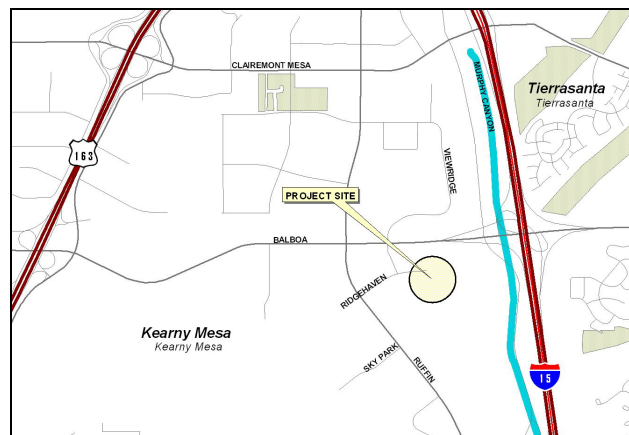 CLAIREMONT MESA
Tierrasanta
Tierrasanta
MURPHY CANYON
163
VIEWRIDGE
PROJECT SITE
BALBOA
RIDGEHAVEN
Kearny Mesa
Kearny Mesa
SKY PARK
RUFFIN
15